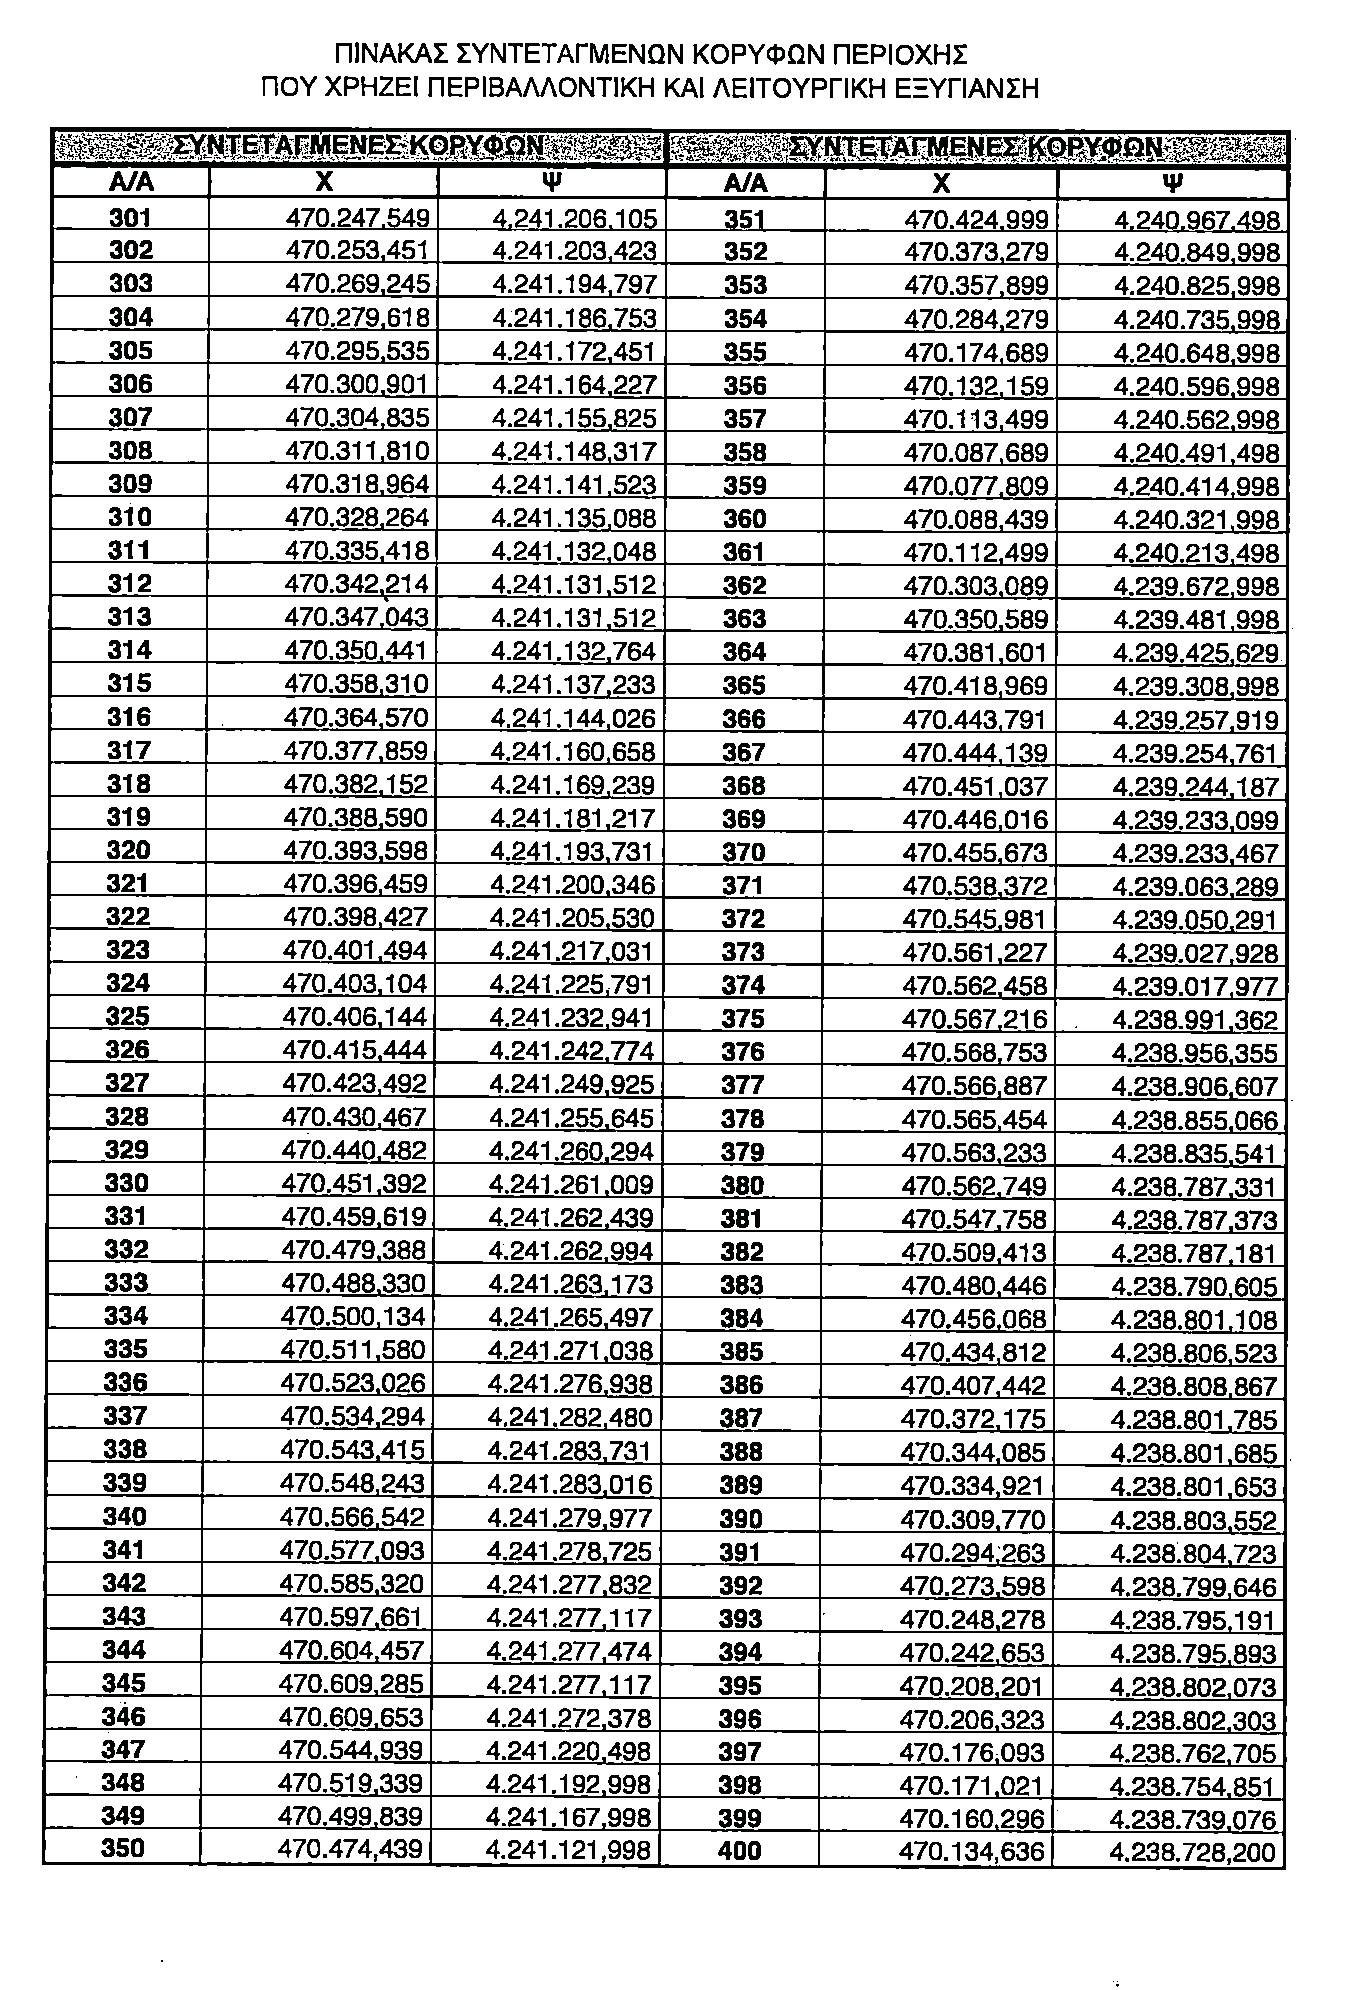 ΠΙΝΑΚΑΣ ΣΥΝΤΕΤΑΓΜΕΝΩΝ ΚΟΡΥΦΩΝ ΠΕΡΙΟΧΗΣ
ΠΟΥ ΧΡΗΖΕΙ ΠΕΡΙΒΑΛΛΟΝΤΙΚΗ ΚΑΙ ΛΕΙΤΟΥΡΓΙΚΗ ΕΞΥΓΙΑΝΣΗ
ΣΥΝΤΕΤΑΓΜΕΝΕΣ ΚΟΡΥΦΩΝ ΣΥΝΤΕΤΑΓΜΕΝΕΣ ΚΟΡΥΦΩΝ
Α/Α Χ Ψ Α/Α Χ Ψ
301 470.247,549 4.241.206,105 351 470.424,999 4.240.967,498
302 470.253,451 4.241.203,423 352 470.373,279 4.240.849,998
303 470.269,245 4.241.194,797 353 470.357,899 4.240.825,998
304 470.279,618 4.241.186,753 354 470.284,279 4.240.735,998
305 470.295,535 4.241.172,451 355 470.174,689 4.240.648,998
306 470.300,901 4.241.164,227 356 470.132,159 4.240.596,998
307 470.304,835 4.241.155,825 357 470.113,499 4.240.562,998
308 470.311,810 4.241.148,317 358 470.087,689 4.240.491,498
309 470.318,964 4.241.141,523 359 470.077,809 4.240.414,998
310 470.328,264 4.241.135,088 360 470.088,439 4.240.321,998
311 470.335,418 4.241.132,048 361 470.112,499 4.240.213,498
312 470.342,214 4.241.131,512 362 470.303,089 4.239.672,998
313 470.347,043 4.241.131,512 363 470.350,589 4.239.481,998
314 470.350,441 4.241.132,764 364 470.381,601 4.239.425,629
315 470.358,310 4.241.137,233 365 470.418,969 4.239.308,998
316 470.364,570 4.241.144,026 366 470.443,791 4.239.257,919
317 470.377,859 4.241.160,658 367 470.444,139 4.239.254,761
318 470.382,152 4.241.169,239 368 470.451,037 4.239.244,187
319 470.388,590 4.241.181,217 369 470.446,016 4.239.233,099
320 470.393,598 4.241.193,731 370 470.455,673 4.239.233,467
321 470.396,459 4.241.200,346 371 470.538,372 4.239.063,289
322 470.398,427 4.241.205,530 372 470.545,981 4.239.050,291
323 470.401,494 4.241.217,031 373 470.561,227 4.239.027,928
324 470.403,104 4.241.225,791 374 470.562,458 4.239.017,977
325 470.406,144 4.241.232,941 375 470.567,216 4.238.991,362
326 470.415,444 4.241.242,774 376 470.568,753 4.238.956,355
327 470.423,492 4.241.249,925 377 470.566,887 4.238.906,607
328 470.430,467 4.241.255,645 378 470.565,454 4.238.855,066
329 470.440,482 4.241.260,294 379 470.563,233 4.238.835,541
330 470.451,392 4.241.261,009 380 470.562,749 4.238.787,331
331 470.459,619 4.241.262,439 381 470.547,758 4.238.787,373
332 470.479,388 4.241.262,994 382 470.509,413 4.238.787,181
333 470.488,330 4.241.263,173 383 470.480,446 4.238.790,605
334 470.500,134 4.241.265,497 384 470.456,068 4.238.801,108
335 470.511,580 4.241.271,038 385 470.434,812 4.238.806,523
336 470.523,026 4.241.276,938 386 470.407,442 4.238.808,867
337 470.534,294 4.241.282,480 387 470.372,175 4.238.801,785
338 470.543,415 4.241.283,731 388 470.344,085 4.238.801,685
339 470.548,243 4.241.283,016 389 470.334,921 4.238.801,653
340 470.566,542 4.241.279,977 390 470.309,770 4.238.803,552
341 470.577,093 4.241.278,725 391 470.294,263 4.238.804,723
342 470.585,320 4.241.277,832 392 470.273,598 4.238.799,646
343 470.597,661 4.241.277,117 393 470.248,278 4.238.795,191
344 470.604,457 4.241.277,474 394 470.242,653 4.238.795,893
345 470.609,285 4.241.277,117 395 470.208,201 4.238.802,073
346 470.609,653 4.241.272,378 396 470.206,323 4.238.802,303
347 470.544,939 4.241.220,498 397 470.176,093 4.238.762,705
348 470.519,339 4.241.192,998 398 470.171,021 4.238.754,851
349 470.499,839 4.241.167,998 399 470.160,296 4.238.739,076
350 470.474,439 4.241.121,998 400 470.134,636 4.238.728,200